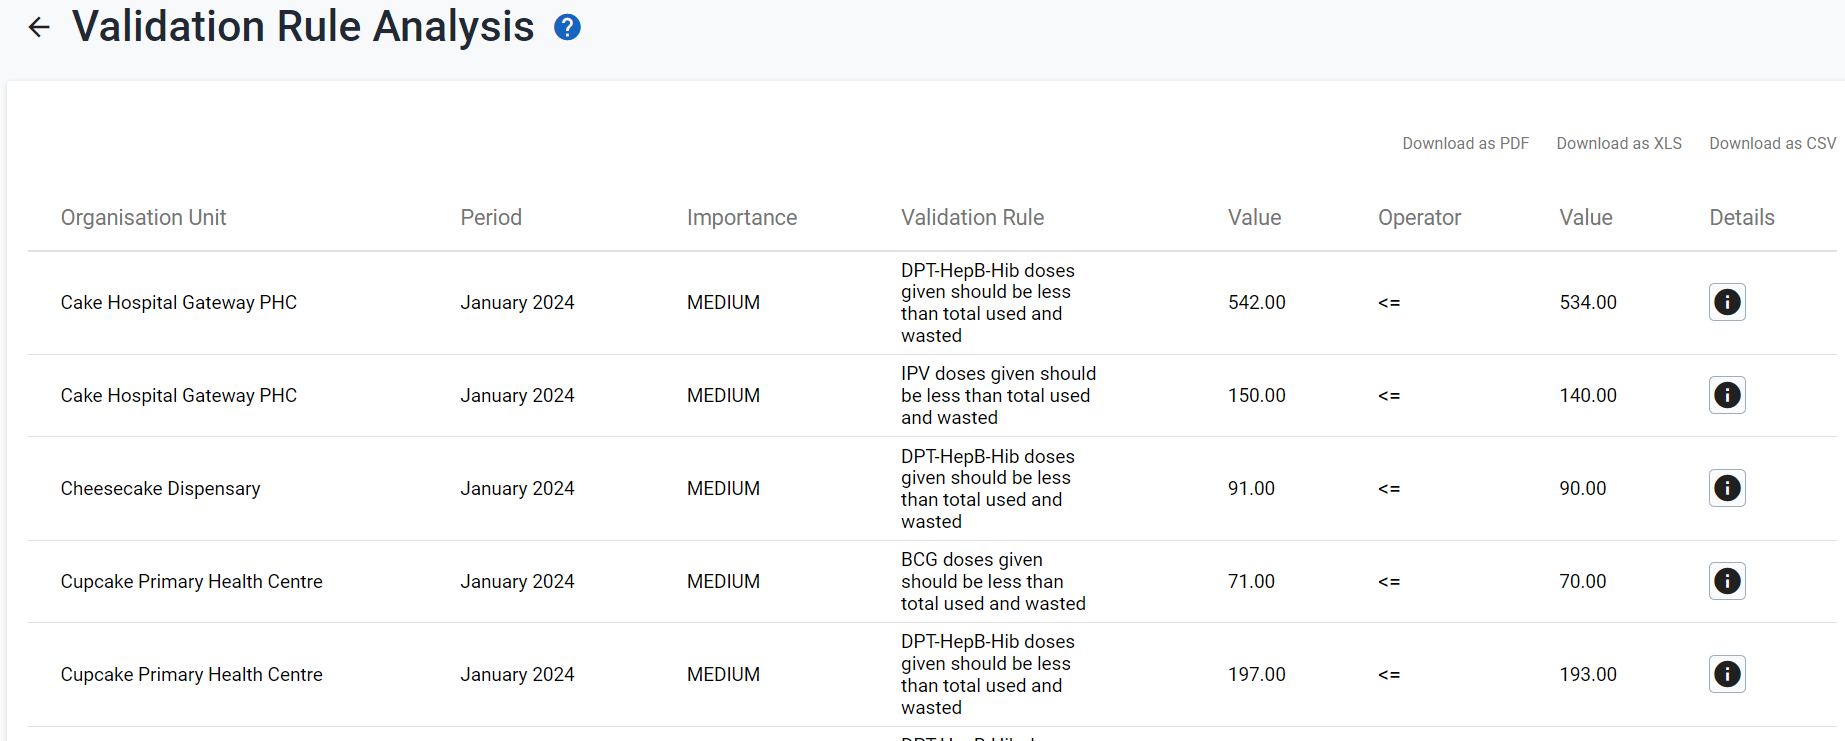 Validation Rule Analysis
Download as PDF Download as XLS Download as CSV
Organisation Unit Period Importance Validation Rule Value Operator Value Details
DPT-HepB-Hib doses
given should be less
Cake Hospital Gateway PHC January 2024 MEDIUM 542.00 <= 534.00
than total used and
wasted
IPV doses given should
Cake Hospital Gateway PHC January 2024 MEDIUM be less than total used 150.00 <= 140.00
and wasted
DPT-HepB-Hib doses
given should be less
Cheesecake Dispensary January 2024 MEDIUM 91.00 <= 90.00
than total used and
wasted
BCG doses given
Cupcake Primary Health Centre January 2024 MEDIUM should be less than 71.00 <= 70.00
total used and wasted
DPT-HepB-Hib doses
given should be less
Cupcake Primary Health Centre January 2024 MEDIUM 197.00 <= 193.00
than total used and
wasted